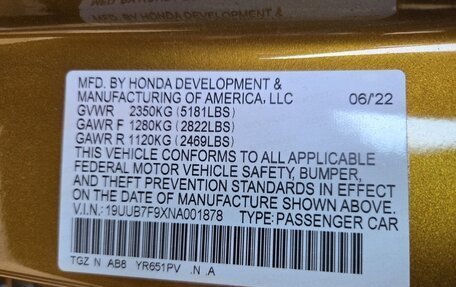 MFD. BY HONDA DEVELOPMENT &
MANUFACTURING OF AMERICA, LLC 06/'22
GVWR 2350KG (5181LBS)
GAWR F 1280KG (2822LBS)
GAWR R 1120KG (2469LBS)
THIS VEHICLE CONFORMS TO ALL APPLICABLE
FEDERAL MOTOR VEHICLE SAFETY, BUMPER,
AND THEFT PREVENTION STANDARDS IN EFFECT
ON THE DATE OF MANUFACTURE SHOWN ABOVE.
V.I.N.: 19UUB7F9XNA001878 TYPE: PASSENGER CAR
TGZ N AB8 YR651PV .N .A